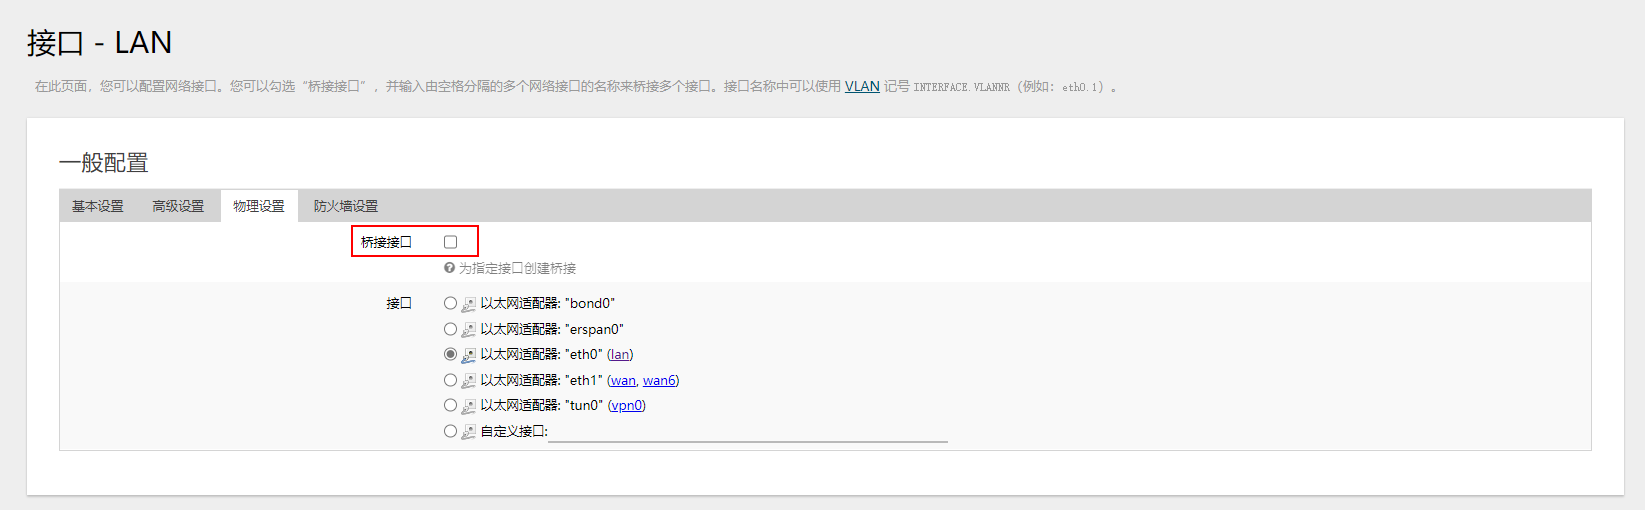 接口 - LAN
在此页面，您可以配置网络接口。您可以勾选“桥接接口”，并输入由空格分隔的多个网络接口的名称来桥接多个接口。接口名称中可以使用 VLAN 记号 INTERFACE.VLANNR（例如：eth0.1）。
一般配置
基本设置 高级设置 物理设置 防火墙设置
桥接接口
为指定接口创建桥接
接口
以太网适配器: "bond0"
以太网适配器: "erspan0"
以太网适配器: "eth0" (lan)
以太网适配器: "eth1" (wan, wan6)
以太网适配器: "tun0" (vpn0)
自定义接口: